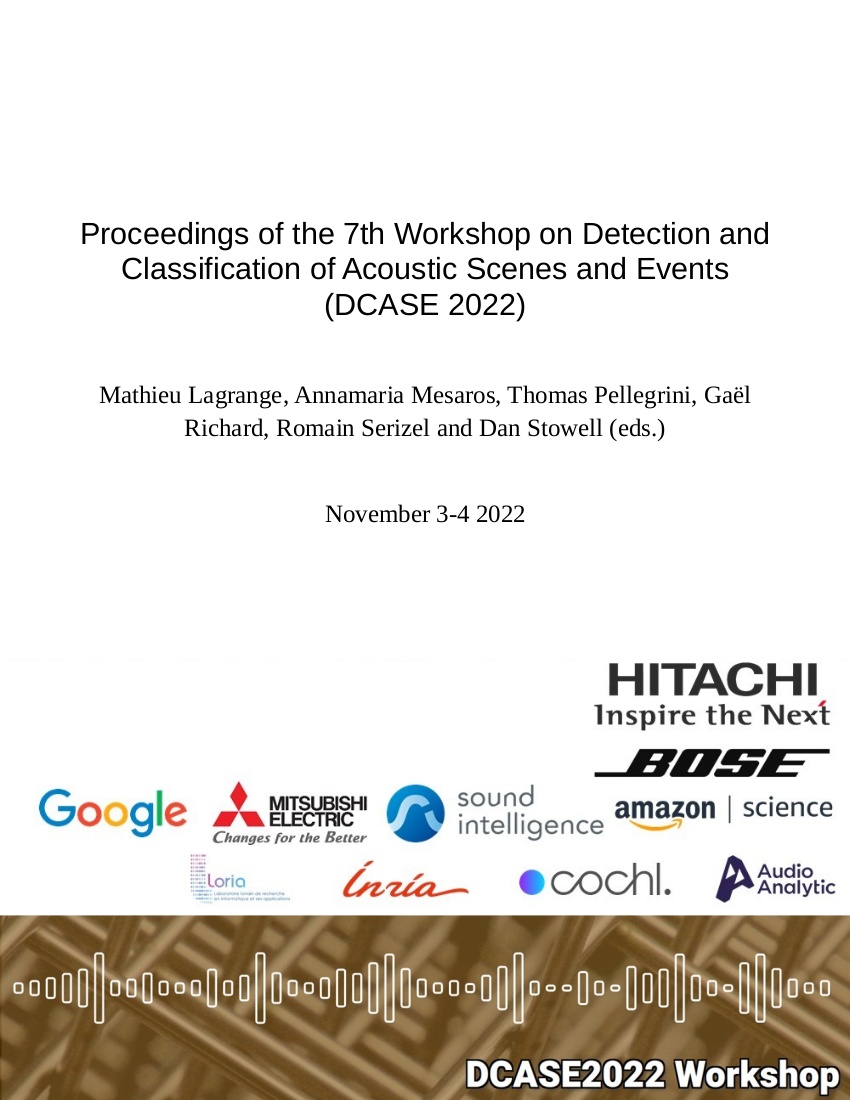 Proceedings of the 7th Workshop on Detection and
Classification of Acoustic Scenes and Events
(DCASE 2022)
Mathieu Lagrange, Annamaria Mesaros, Thomas Pellegrini, Gaël
Richard, Romain Serizel and Dan Stowell (eds.)
November 3-4 2022
HITACHI
Inspire the Next
BOSE
Google
MITSUBISHI
ELECTRIC
Changes for the Better
sound
intelligence
amazon | science
Loria
Laboratoire lorrain de recherche
en informatique et ses applications
Inria
cochl.
Audio
Analytic
DCASE2022 Workshop